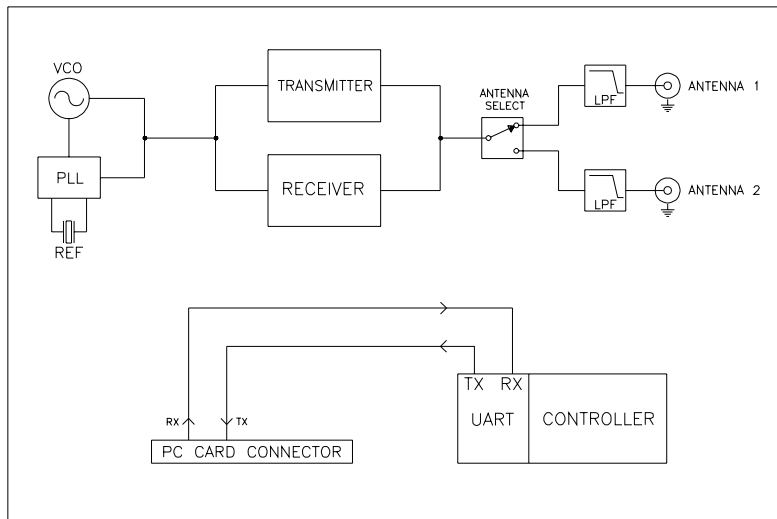 VCO
TRANSMITTER
ANTENNA
SELECT
LPF
ANTENNA 1
PLL
RECEIVER
LPF
ANTENNA 2
REF
TX RX
RX
TX
UART
CONTROLLER
PC CARD CONNECTOR